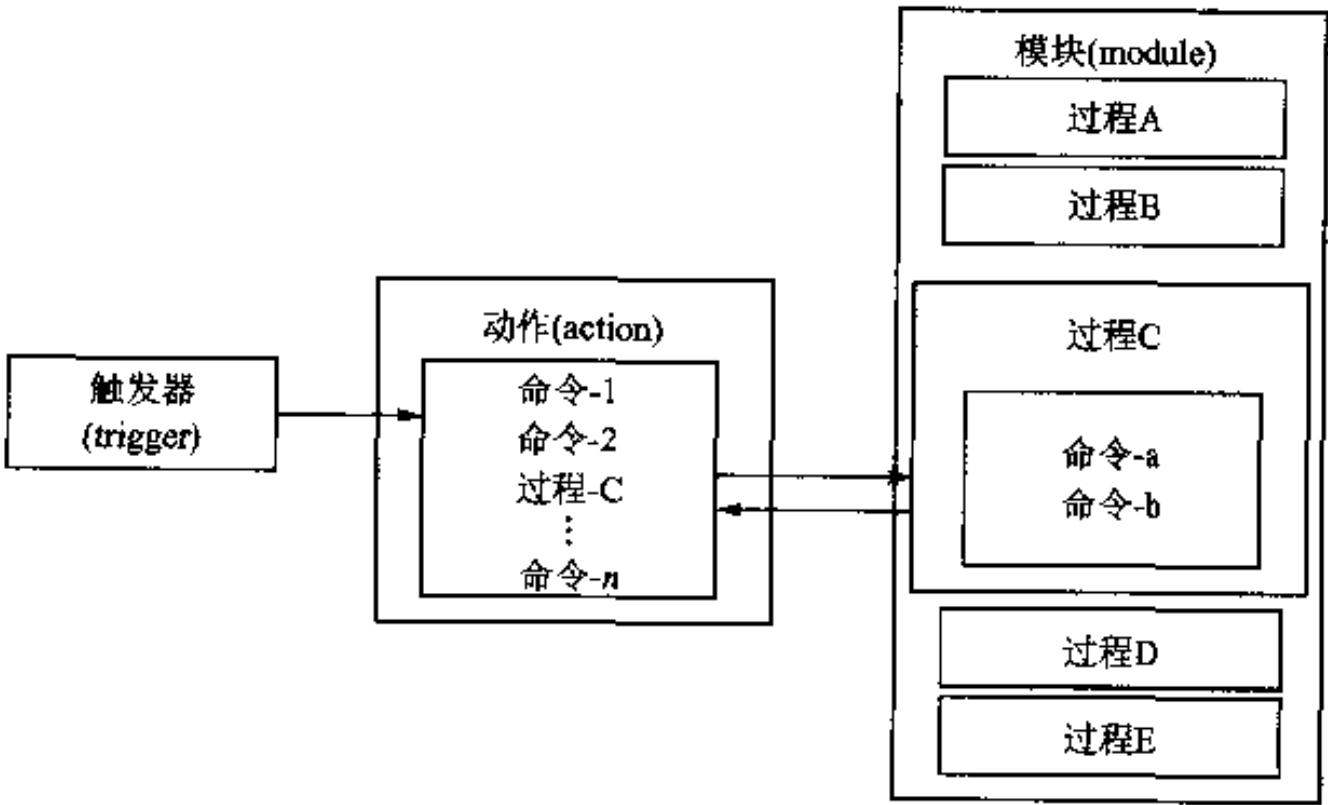 触发器
(trigger)
动作(action)
命令-1
命令-2
过程-C
⋮
命令-n
模块(module)
过程A
过程B
过程C
命令-a
命令-b
过程D
过程E